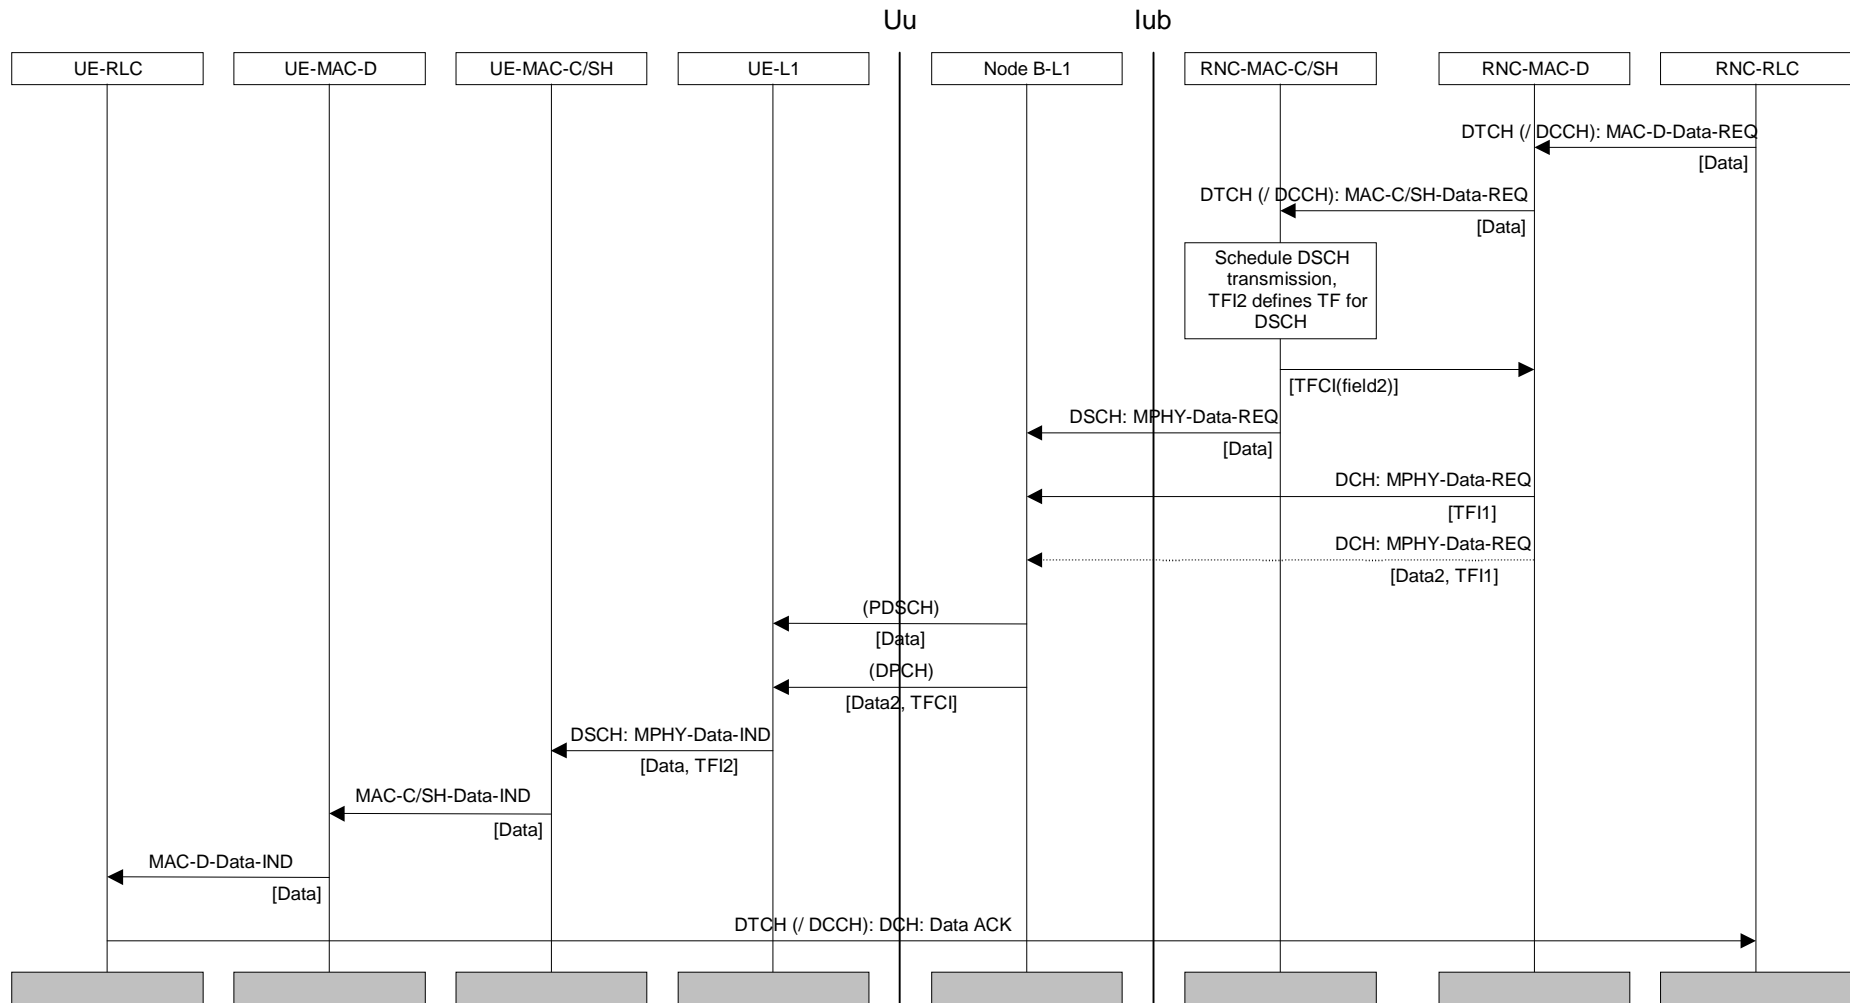 Uu
Iub
UE-RLC
UE-MAC-D
UE-MAC-C/SH
UE-L1
Node B-L1
RNC-MAC-C/SH
RNC-MAC-D
RNC-RLC
DTCH (/ DCCH): MAC-D-Data-REQ
[Data]
DTCH (/ DCCH): MAC-C/SH-Data-REQ
[Data]
Schedule DSCH
transmission,
TFI2 defines TF for
DSCH
[TFCI(field2)]
DSCH: MPHY-Data-REQ
[Data]
DCH: MPHY-Data-REQ
[TFI1]
DCH: MPHY-Data-REQ
[Data2, TFI1]
(PDSCH)
[Data]
(DPCH)
[Data2, TFCI]
DSCH: MPHY-Data-IND
[Data, TFI2]
MAC-C/SH-Data-IND
[Data]
MAC-D-Data-IND
[Data]
DTCH (/ DCCH): DCH: Data ACK